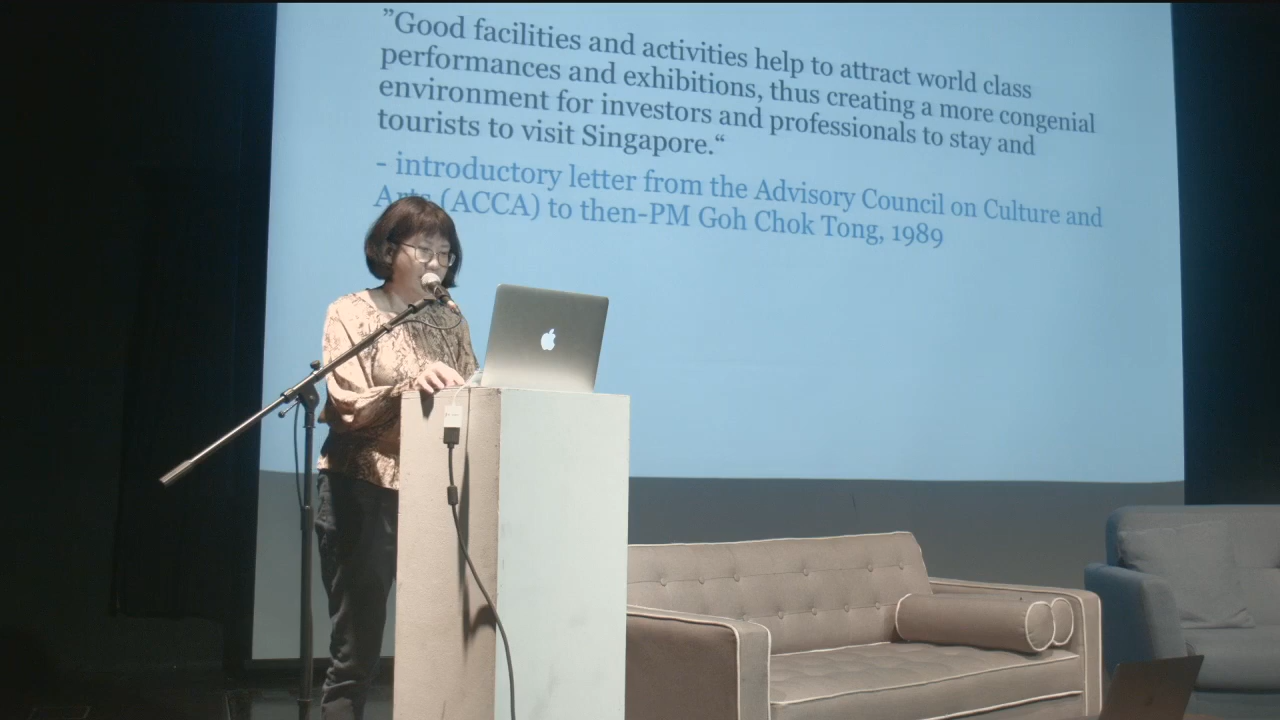 ”Good facilities and activities help to attract world class
performances and exhibitions, thus creating a more congenial
environment for investors and professionals to stay and
tourists to visit Singapore.“
- introductory letter from the Advisory Council on Culture and
Arts (ACCA) to then-PM Goh Chok Tong, 1989